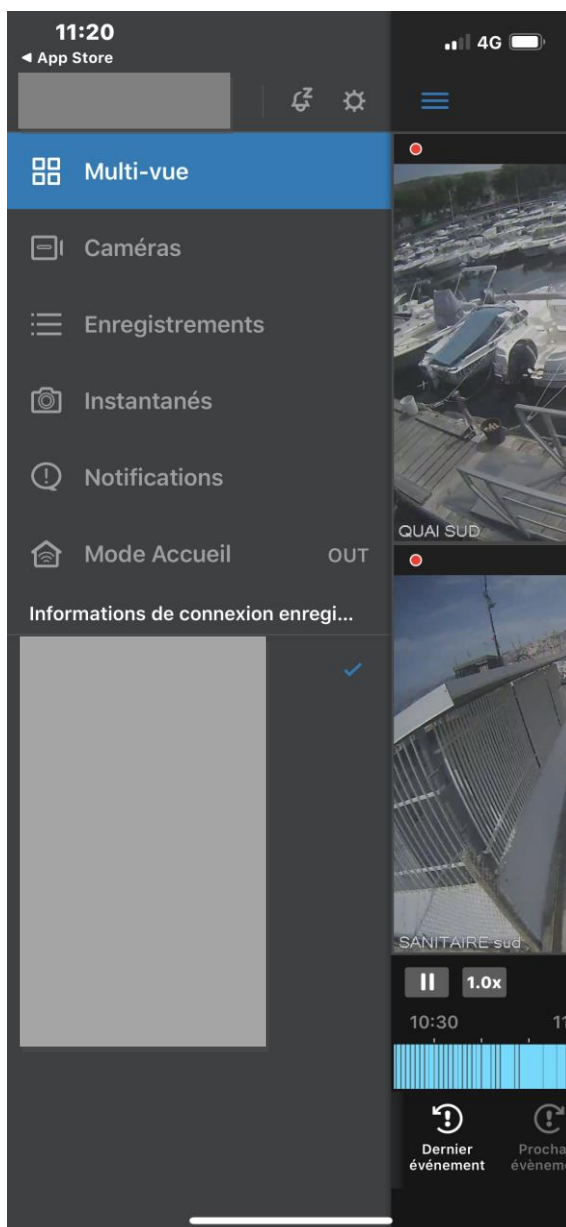 11:20
◀ App Store
4G
z
Multi-vue
Caméras
Enregistrements
Instantanés
Notifications
Mode Accueil OUT
Informations de connexion enregi...
QUAI SUD
SANITAIRE sud
1.0x
10:30
Dernier
événement